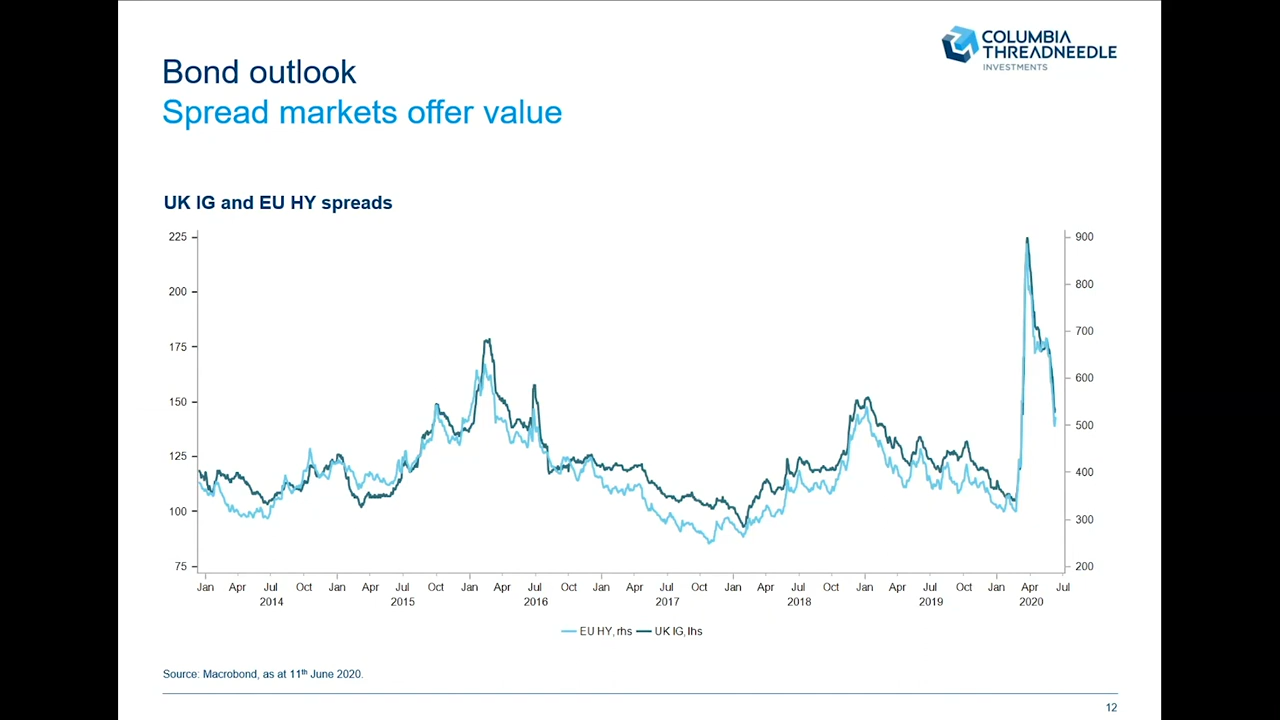 COLUMBIA
THREADNEEDLE
INVESTMENTS
Bond outlook
Spread markets offer value
UK IG and EU HY spreads
225 900
200 800
175 700
150 600
125 500
100 400
75 300
200
Jan Apr Jul Oct Jan Apr Jul Oct Jan Apr Jul Oct Jan Apr Jul Oct Jan Apr Jul Oct Jan Apr Jul Oct Jan Apr Jul
2014 2015 2016 2017 2018 2019 2020
EU HY, rhs UK IG, lhs
Source: Macrobond, as at 11th June 2020.
12